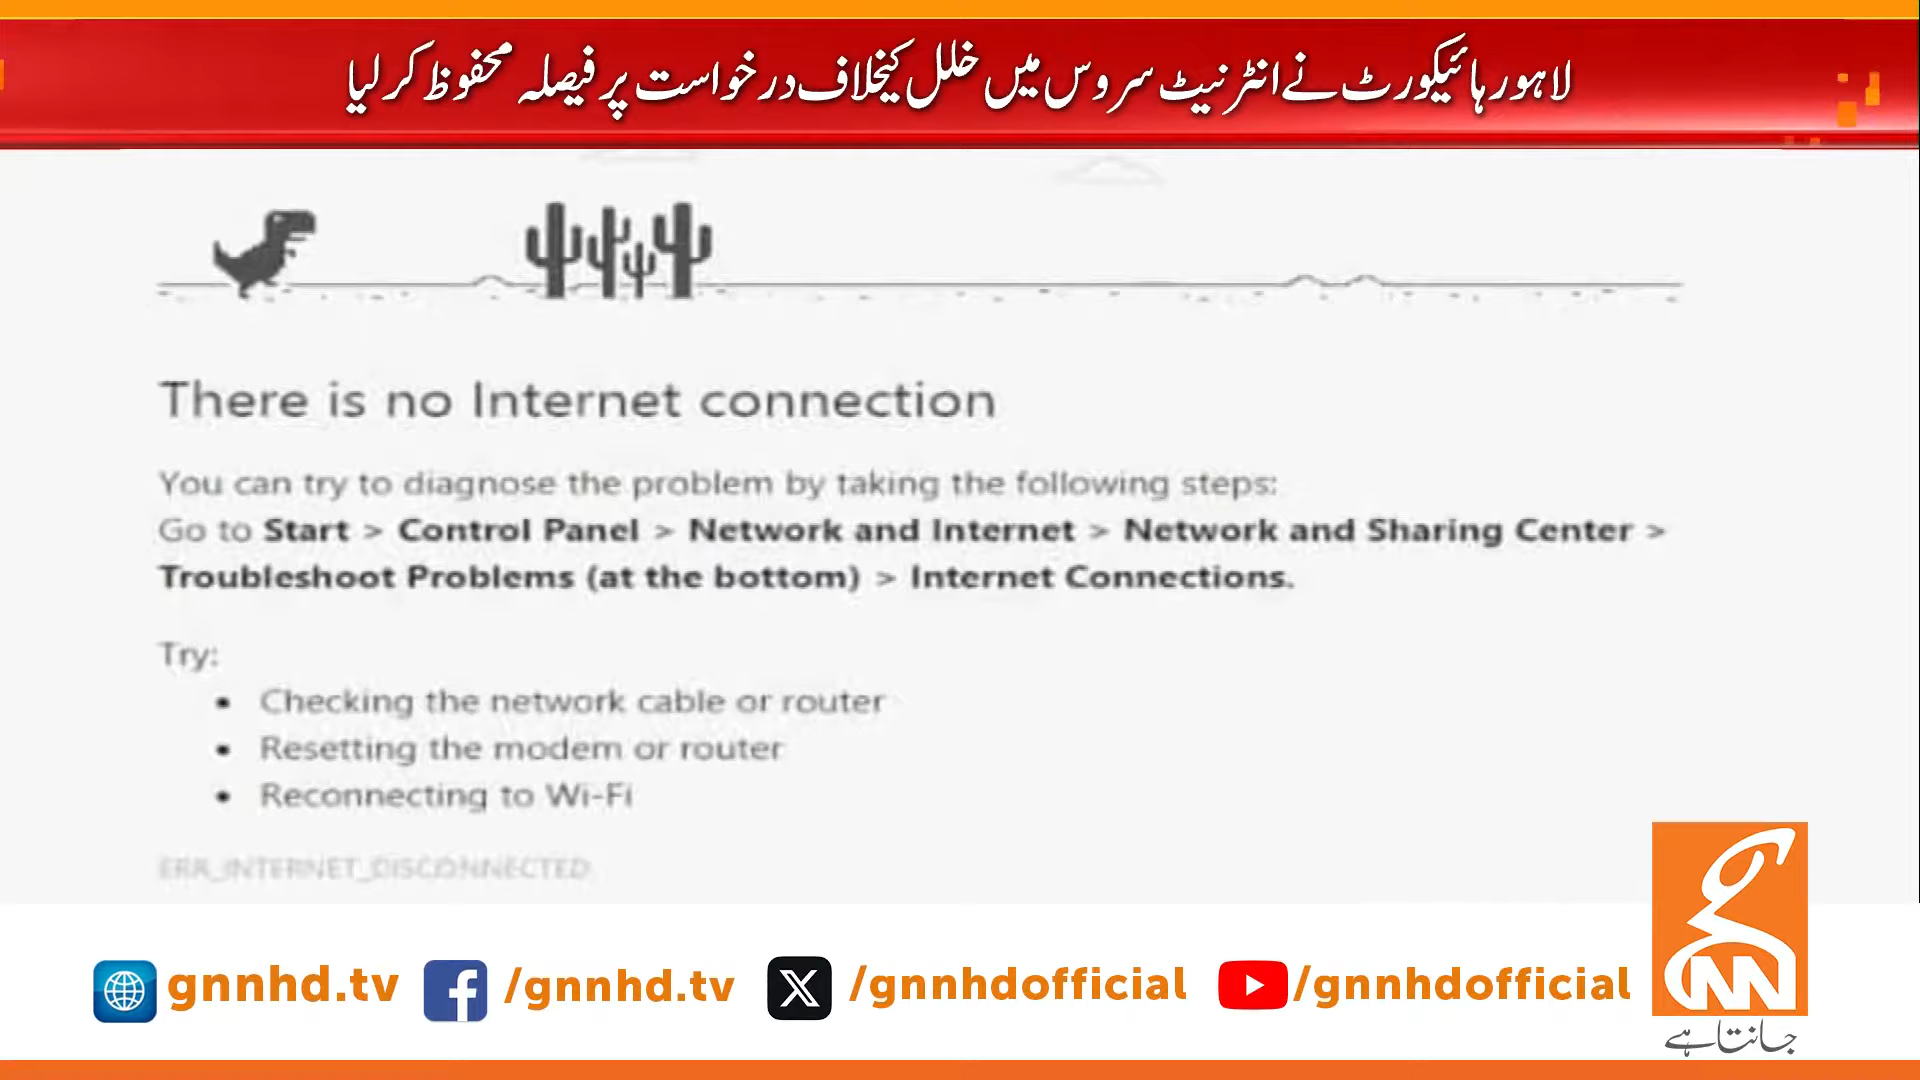 لاہور ہائیکورٹ نے انٹرنیٹ سروس میں خلل کیخلاف درخواست پر فیصلہ محفوظ کر لیا
There is no Internet connection
You can try to diagnose the problem by taking the following steps:
Go to Start > Control Panel > Network and Internet > Network and Sharing Center >
Troubleshoot Problems (at the bottom) > Internet Connections.
Try:
• Checking the network cable or router
• Resetting the modem or router
• Reconnecting to Wi-Fi
ERR_INTERNET_DISCONNECTED
gnnhd.tv /gnnhd.tv /gnnhdofficial /gnnhdofficial
GNN
جانتا ہے